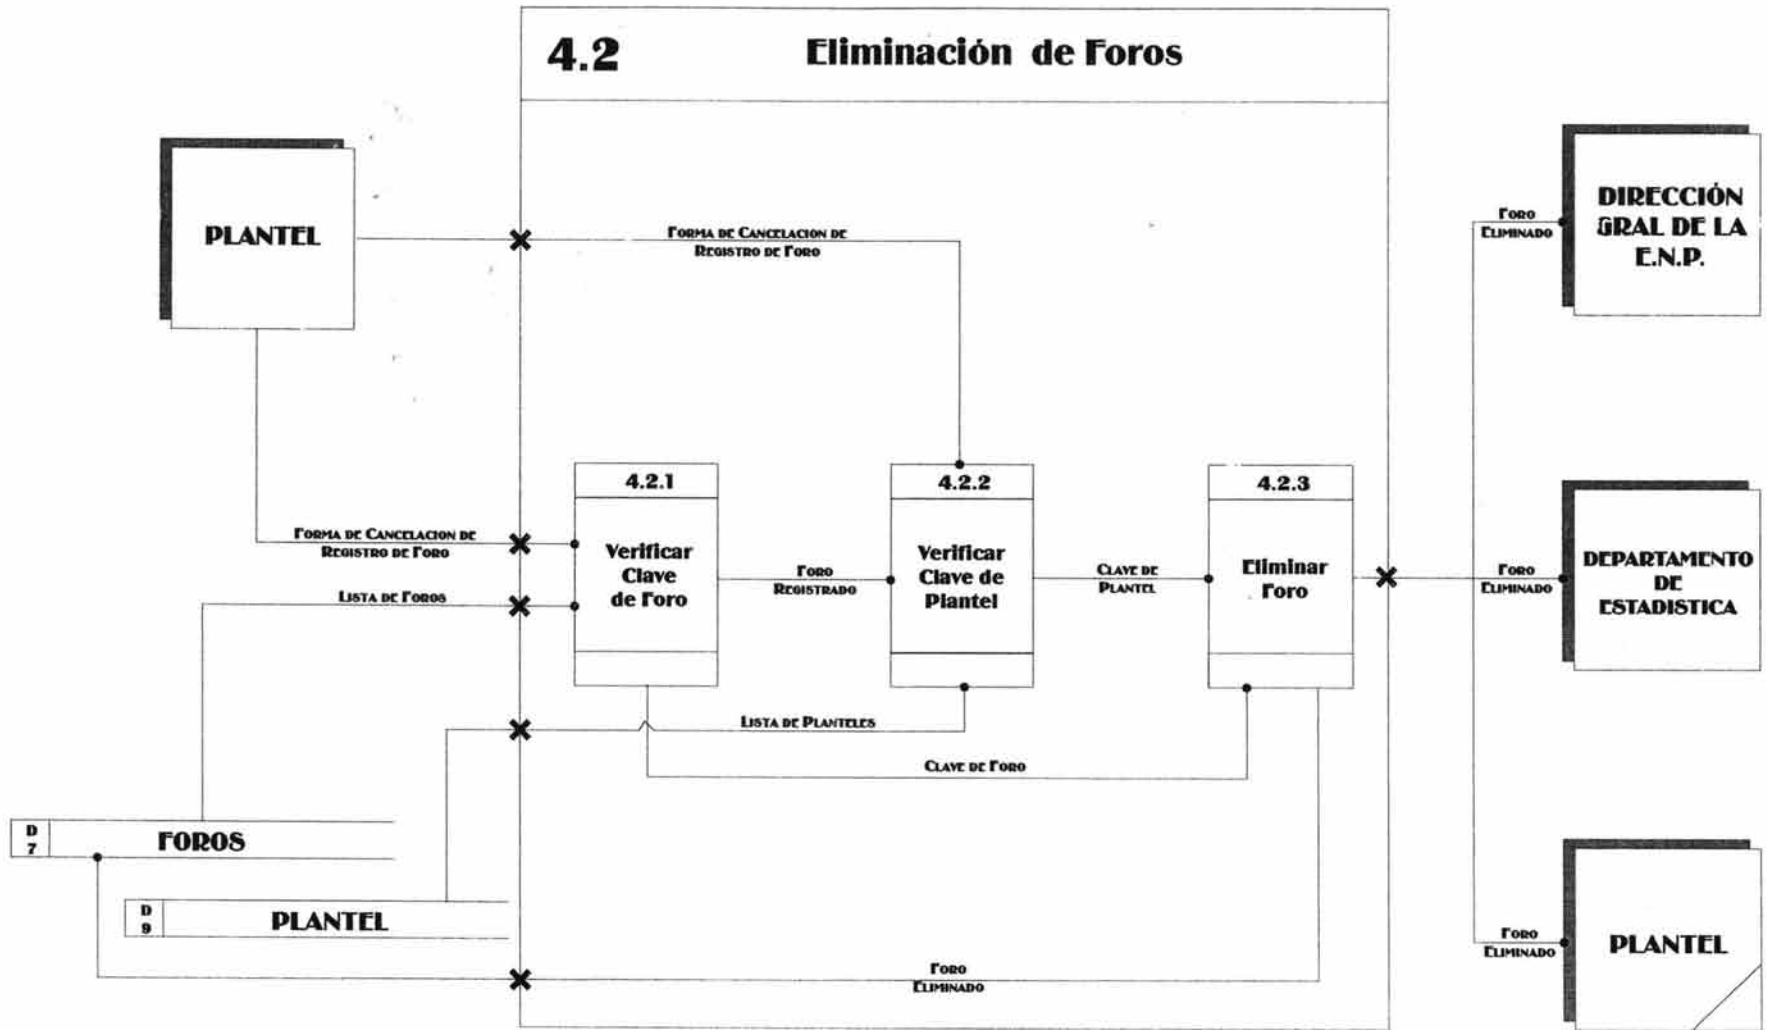 4.2 Eliminación de Foros
PLANTEL
FORMA DE CANCELACION DE
REGISTRO DE FORO
FORO
ELIMINADO
DIRECCIÓN
GRAL DE LA
E.N.P.
4.2.1
Verificar
Clave
de Foro
4.2.2
Verificar
Clave de
Plantel
4.2.3
Eliminar
Foro
FORMA DE CANCELACION DE
REGISTRO DE FORO
LISTA DE FOROS
FORO
REGISTRADO
CLAVE DE
PLANTEL
FORO
ELIMINADO
DEPARTAMENTO
DE
ESTADISTICA
LISTA DE PLANTELES
CLAVE DE FORO
D
7
FOROS
D
9
PLANTEL
FORO
ELIMINADO
FORO
ELIMINADO
PLANTEL